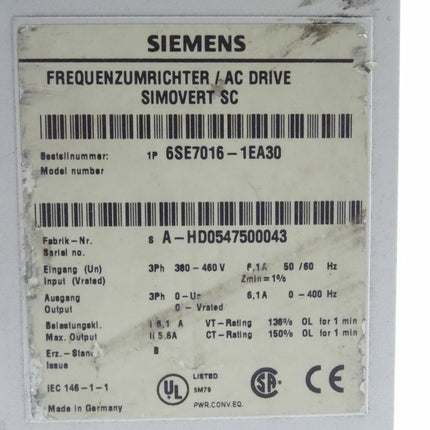 SIEMENS
FREQUENZUMRICHTER / AC DRIVE
SIMOVERT SC
Bestellnummer: 1P 6SE7016-1EA30
Model number
Fabrik-Nr. S A-HD0547500043
Serial no.
Eingang (Un) 3Ph 380-460 V 6,1A 50/60 Hz
Input (Vrated) Zmin=1%
Ausgang 3Ph 0-Un 6,1A 0-400 Hz
Output 0-Vrated
Belastungskl. I 6.1 A VT-Rating 136% OL for 1 min
Max. Output II 5.6A CT-Rating 150% OL for 1 min
Erz.-Stand B
Issue
IEC 146-1-1
Made in Germany
UL
LISTED
5M76
PWR.CONV.EQ.
SA
CE